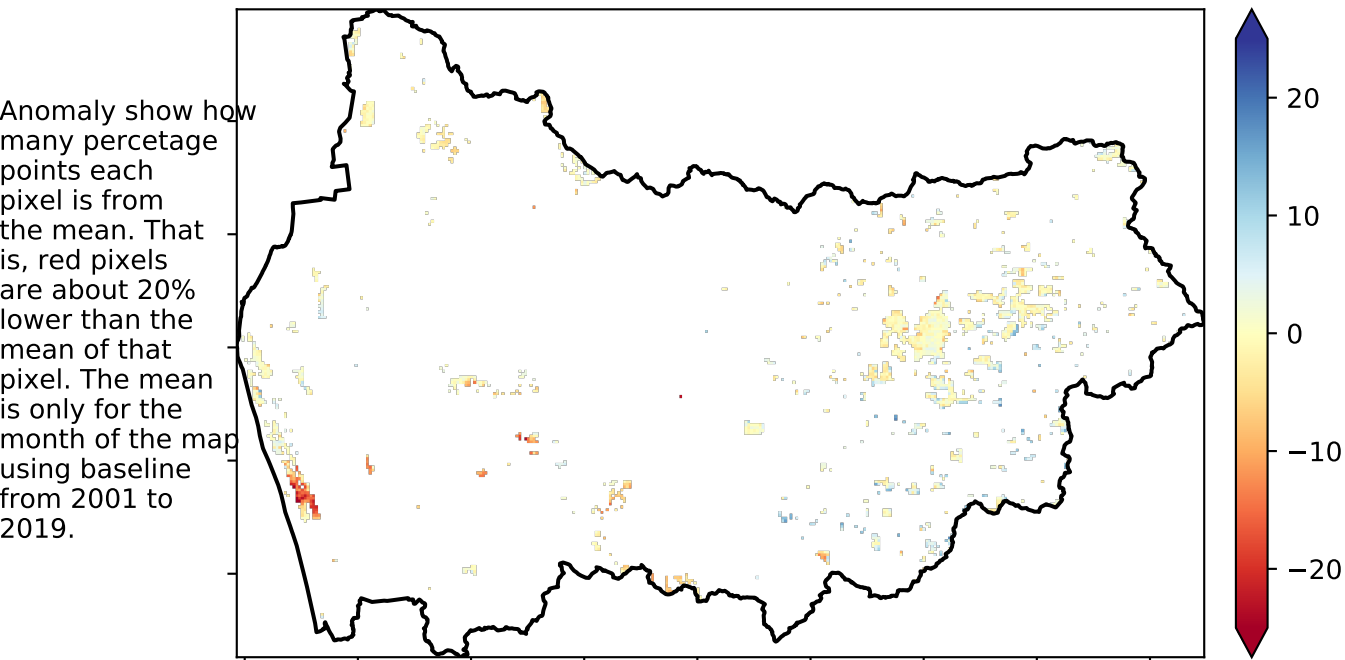 Anomaly show how
many percetage
points each
pixel is from
the mean. That
is, red pixels
are about 20%
lower than the
mean of that
pixel. The mean
is only for the
month of the map
using baseline
from 2001 to
2019.
20
10
0
−10
−20